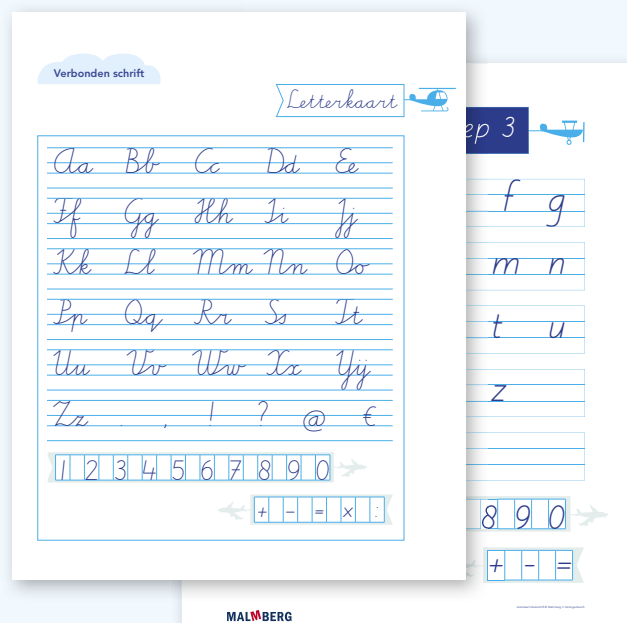 Verbonden schrift
Letterkaart
Aa Bb Cc Dd Ee
Ff Gg Hh Ii Jj
Kk Ll Mm Nn Oo
Pp Qq Rr Ss Tt
Uu Vv Ww Xx IJij
Zz . , ! ? @ €
1 2 3 4 5 6 7 8 9 0
+ - = x :
ep 3
f g
m n
t u
z
8 9 0
+ - =
MALMBERG